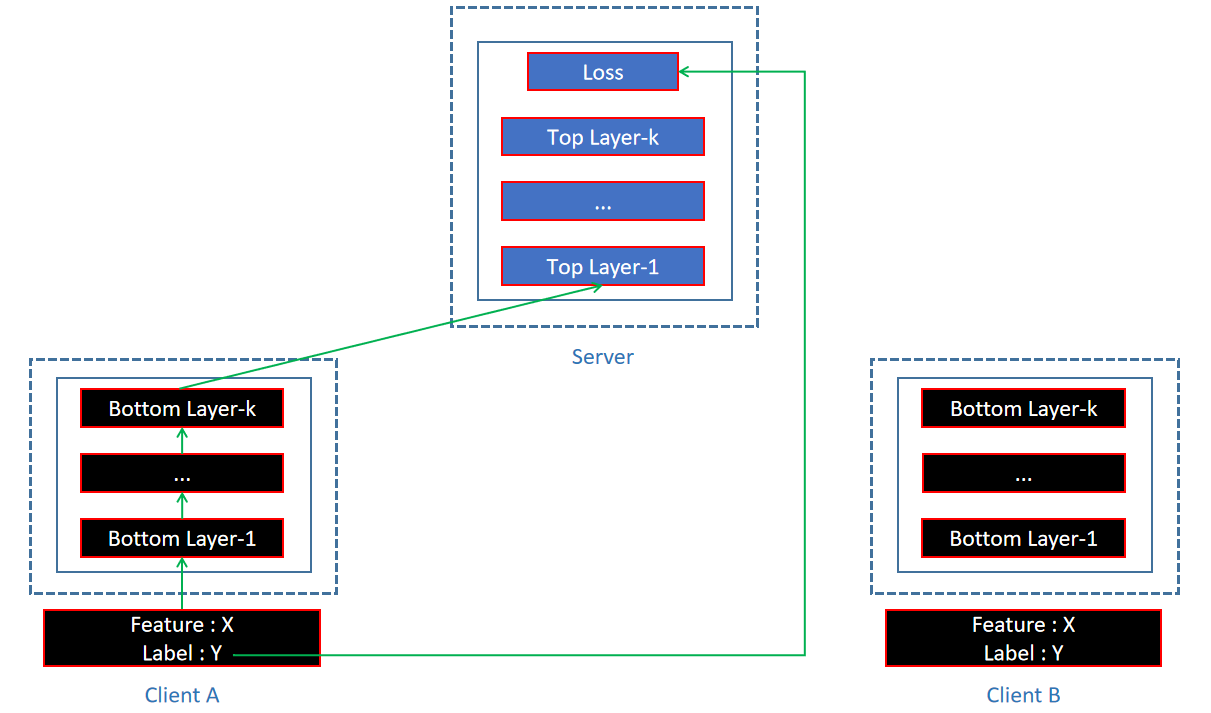 Loss
Top Layer-k
...
Top Layer-1
Server
Bottom Layer-k
...
Bottom Layer-1
Feature : X
Label : Y
Client A
Bottom Layer-k
...
Bottom Layer-1
Feature : X
Label : Y
Client B